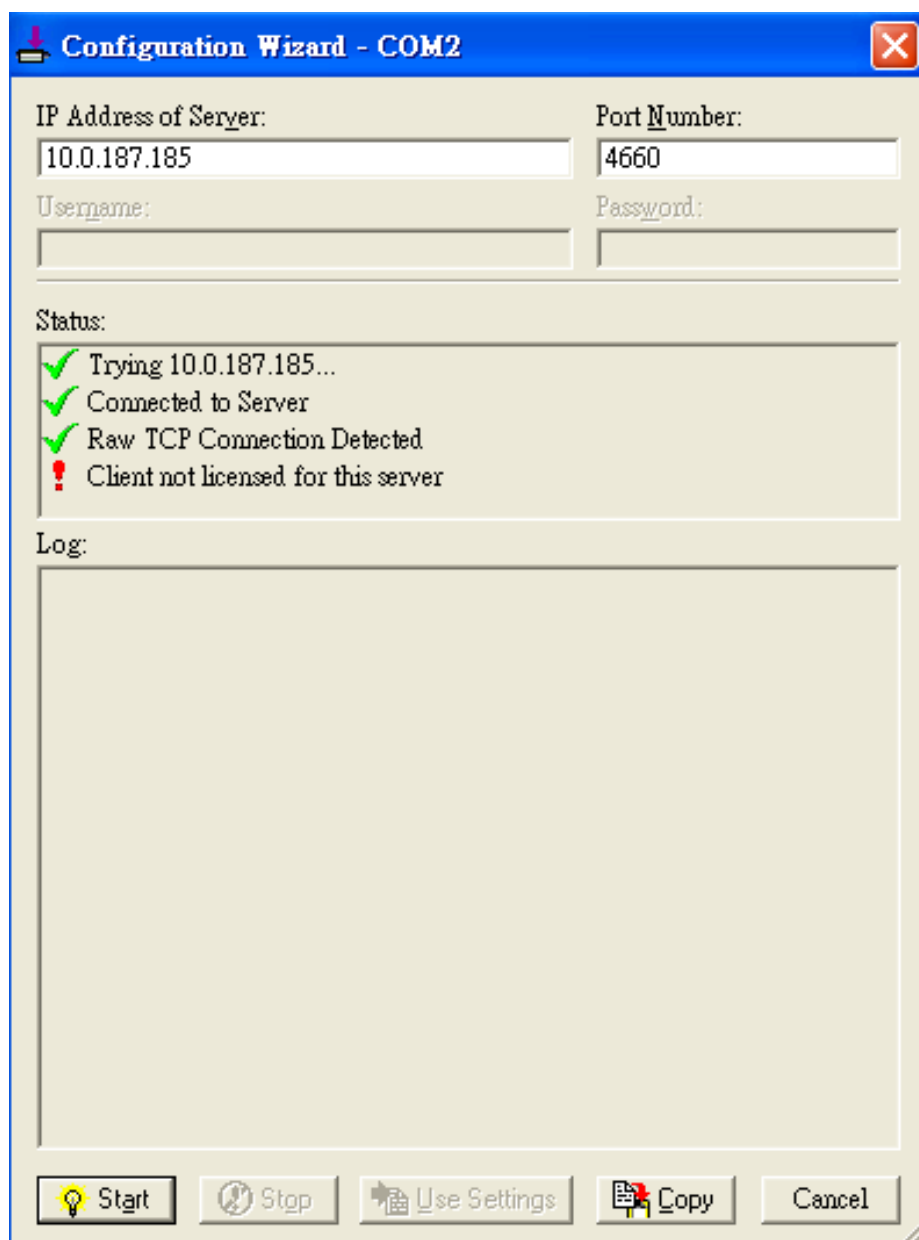 Configuration Wizard - COM2
IP Address of Server: Port Number:
10.0.187.185 4660
Username: Password:
Status:
Trying 10.0.187.185...
Connected to Server
Raw TCP Connection Detected
Client not licensed for this server
Log:
Start Stop Use Settings Copy Cancel